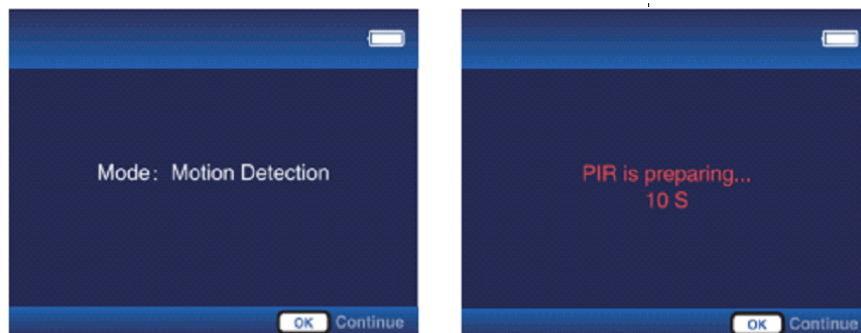 Mode: Motion Detection
OK Continue
PIR is preparing...
10 S
OK Continue